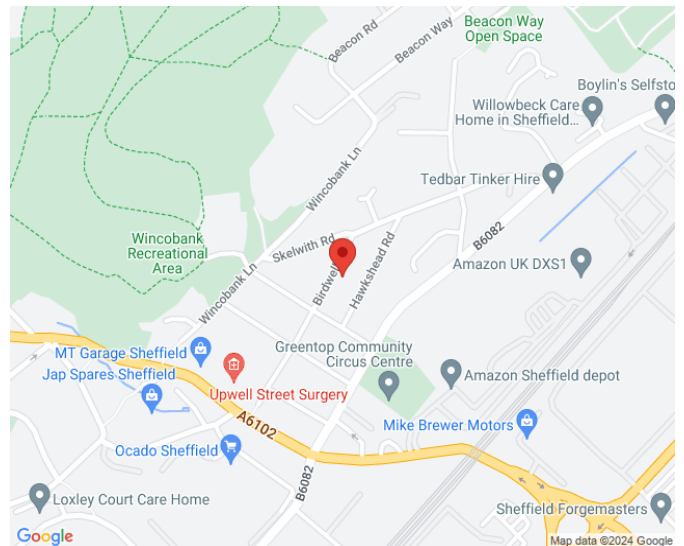 Beacon Way
Open Space
Beacon Rd
Beacon Way
Boylin's Selfsto
Willowbeck Care
Home in Sheffield...
Tedbar Tinker Hire
Wincobank Ln
B6082
Skelwith Rd
Wincobank
Recreational
Area
Birdwell
Hawkshead Rd
Amazon UK DXS1
Wincobank Ln
MT Garage Sheffield
Greentop Community
Circus Centre
Jap Spares Sheffield
Amazon Sheffield depot
Upwell Street Surgery
A6102
Mike Brewer Motors
Ocado Sheffield
B6082
Loxley Court Care Home
Sheffield Forgemasters
Google
Map data ©2024 Google